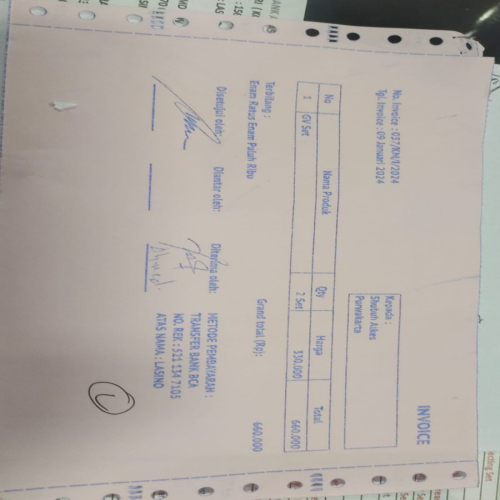 INVOICE
No. Invoice : 037/KM/I/2024
Tgl. Invoice : 09 Januari 2024
Kepada :
Shubuh Alkes
Purwakarta
No Nama Produk Qty Harga Total
1 GV Set 2 Set 330.000 660.000
Terbilang : Grand total (Rp): 660.000
Enam Ratus Enam Puluh Ribu
Disetujui oleh: Diantar oleh: Diterima oleh:
METODE PEMBAYARAN :
TRANSFER BANK BCA
NO. REK : 521 134 7105
ATAS NAMA : LASINO